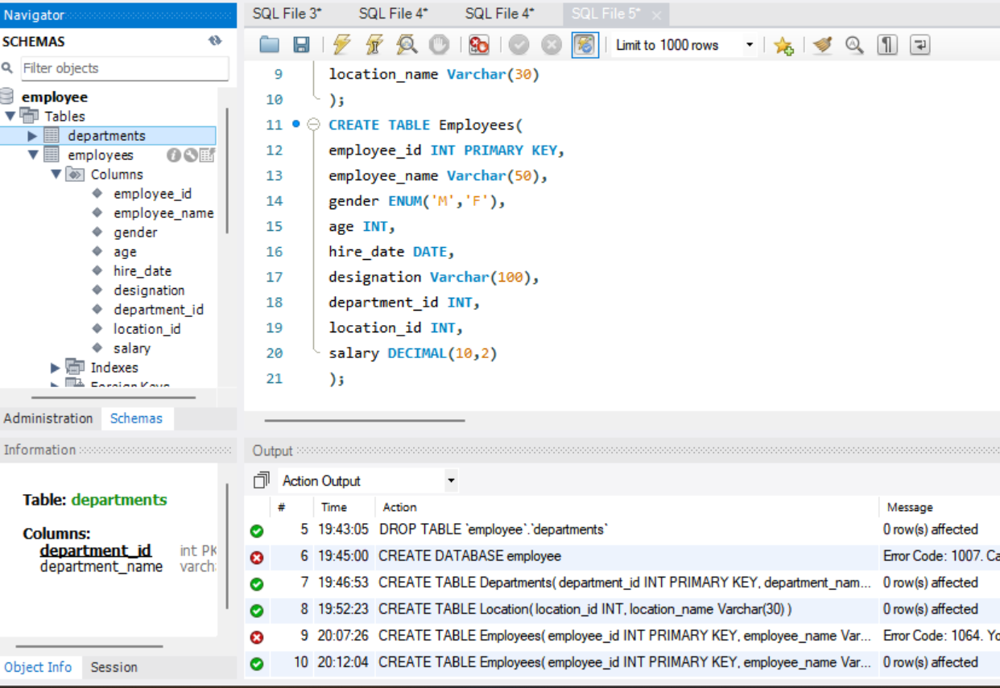 Navigator
SCHEMAS
Filter objects
employee
Tables
departments
employees
Columns
employee_id
employee_name
gender
age
hire_date
designation
department_id
location_id
salary
Indexes
Foreign Keys
Administration Schemas
Information
Table: departments
Columns:
department_id int PK
department_name varch
Object Info Session
SQL File 3* SQL File 4* SQL File 4* SQL File 5*
Limit to 1000 rows
9 location_name Varchar(30)
10 );
11 CREATE TABLE Employees(
12 employee_id INT PRIMARY KEY,
13 employee_name Varchar(50),
14 gender ENUM('M','F'),
15 age INT,
16 hire_date DATE,
17 designation Varchar(100),
18 department_id INT,
19 location_id INT,
20 salary DECIMAL(10,2)
21 );
Output
Action Output
# Time Action Message
5 19:43:05 DROP TABLE `employee`.`departments` 0 row(s) affected
6 19:45:00 CREATE DATABASE employee Error Code: 1007. Ca
7 19:46:53 CREATE TABLE Departments( department_id INT PRIMARY KEY, department_nam... 0 row(s) affected
8 19:52:23 CREATE TABLE Location( location_id INT, location_name Varchar(30) ) 0 row(s) affected
9 20:07:26 CREATE TABLE Employees( employee_id INT PRIMARY KEY, employee_name Var... Error Code: 1064. Yo
10 20:12:04 CREATE TABLE Employees( employee_id INT PRIMARY KEY, employee_name Var... 0 row(s) affected